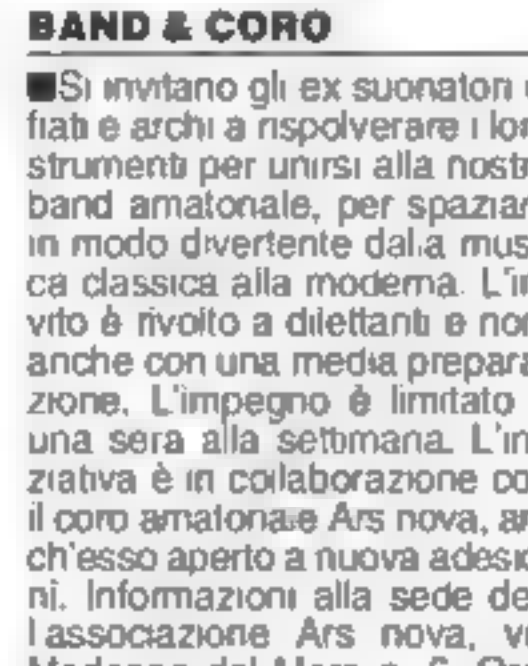 BAND & CORO
■Si invitano gli ex suonatori
fiati e archi a rispolverare i lor
strumenti per unirsi alla nostr
band amatoriale, per spaziar
in modo divertente dalla mus
ca classica alla moderna. L'in
vito è rivolto a dilettanti e non
anche con una media prepara
zione. L'impegno è limitato
una sera alla settimana. L'in
ziativa è in collaborazione co
il coro amatoriale Ars nova, an
ch'esso aperto a nuova adesio
ni. Informazioni alla sede de
l associazione Ars nova, v